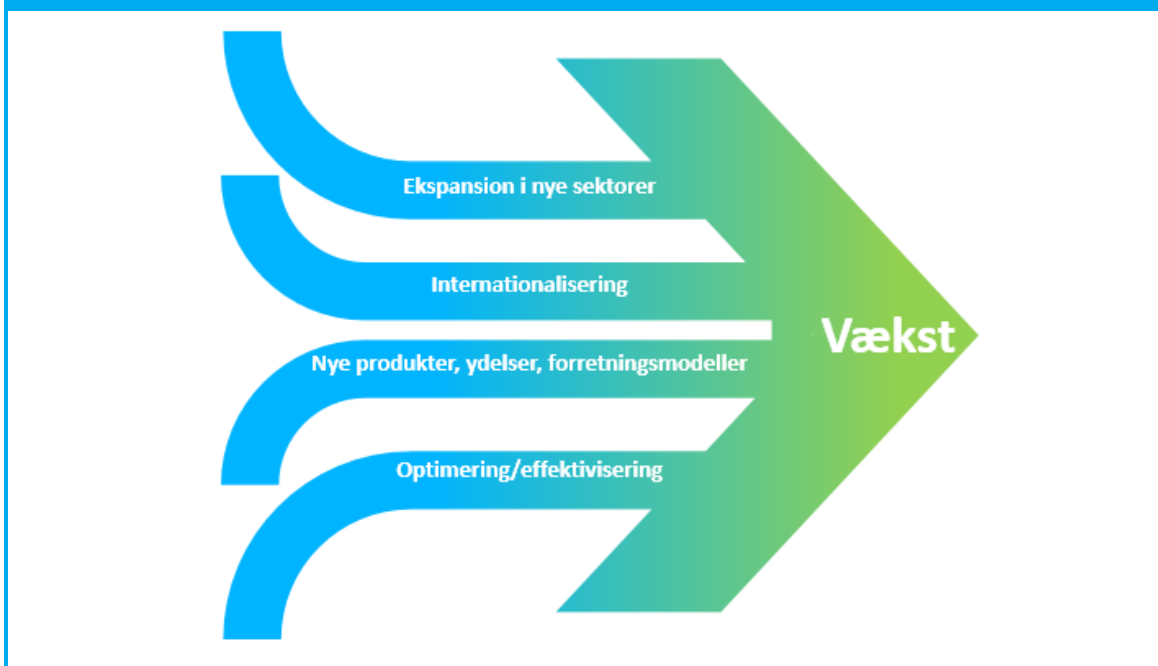 Ekspansion i nye sektorer
Internationalisering
Vækst
Nye produkter, ydelser, forretningsmodeller
Optimering/effektivisering